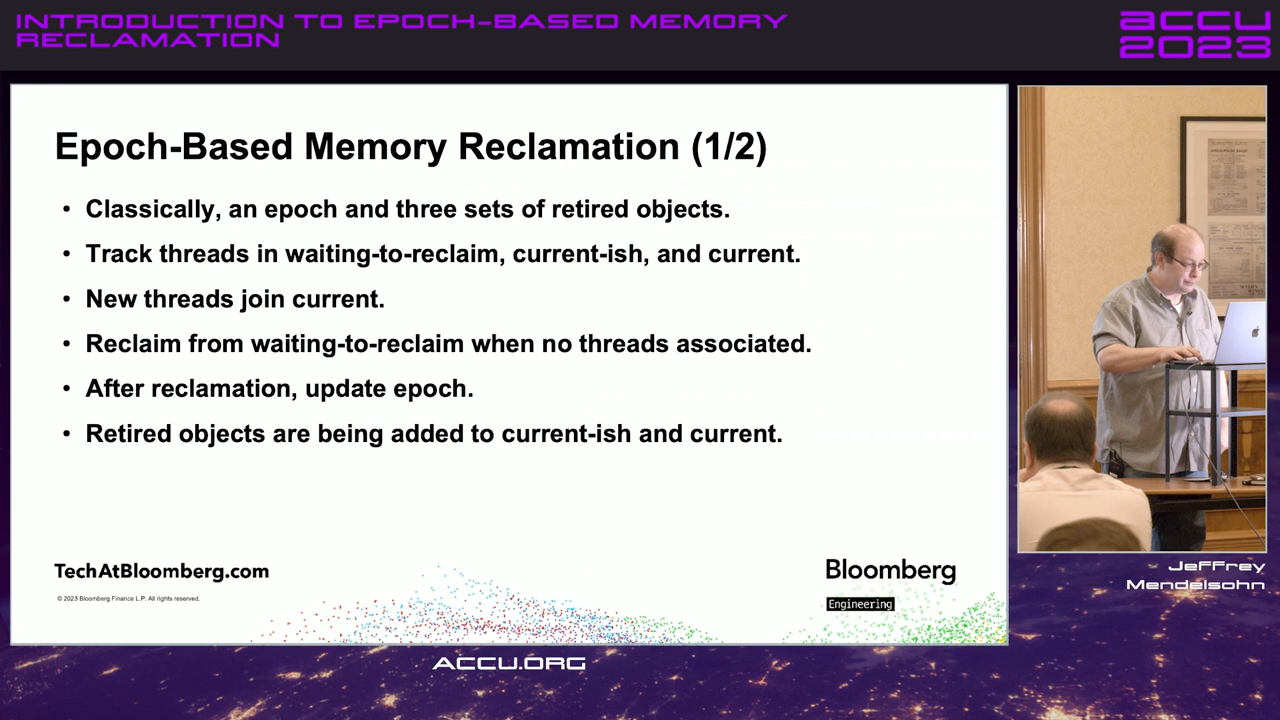 INTRODUCTION TO EPOCH-BASED MEMORY
RECLAMATION
ACCU
2023
Epoch-Based Memory Reclamation (1/2)
• Classically, an epoch and three sets of retired objects.
• Track threads in waiting-to-reclaim, current-ish, and current.
• New threads join current.
• Reclaim from waiting-to-reclaim when no threads associated.
• After reclamation, update epoch.
• Retired objects are being added to current-ish and current.
TechAtBloomberg.com
© 2023 Bloomberg Finance L.P. All rights reserved.
Bloomberg
Engineering
Jeffrey
Mendelsohn
ACCU.ORG